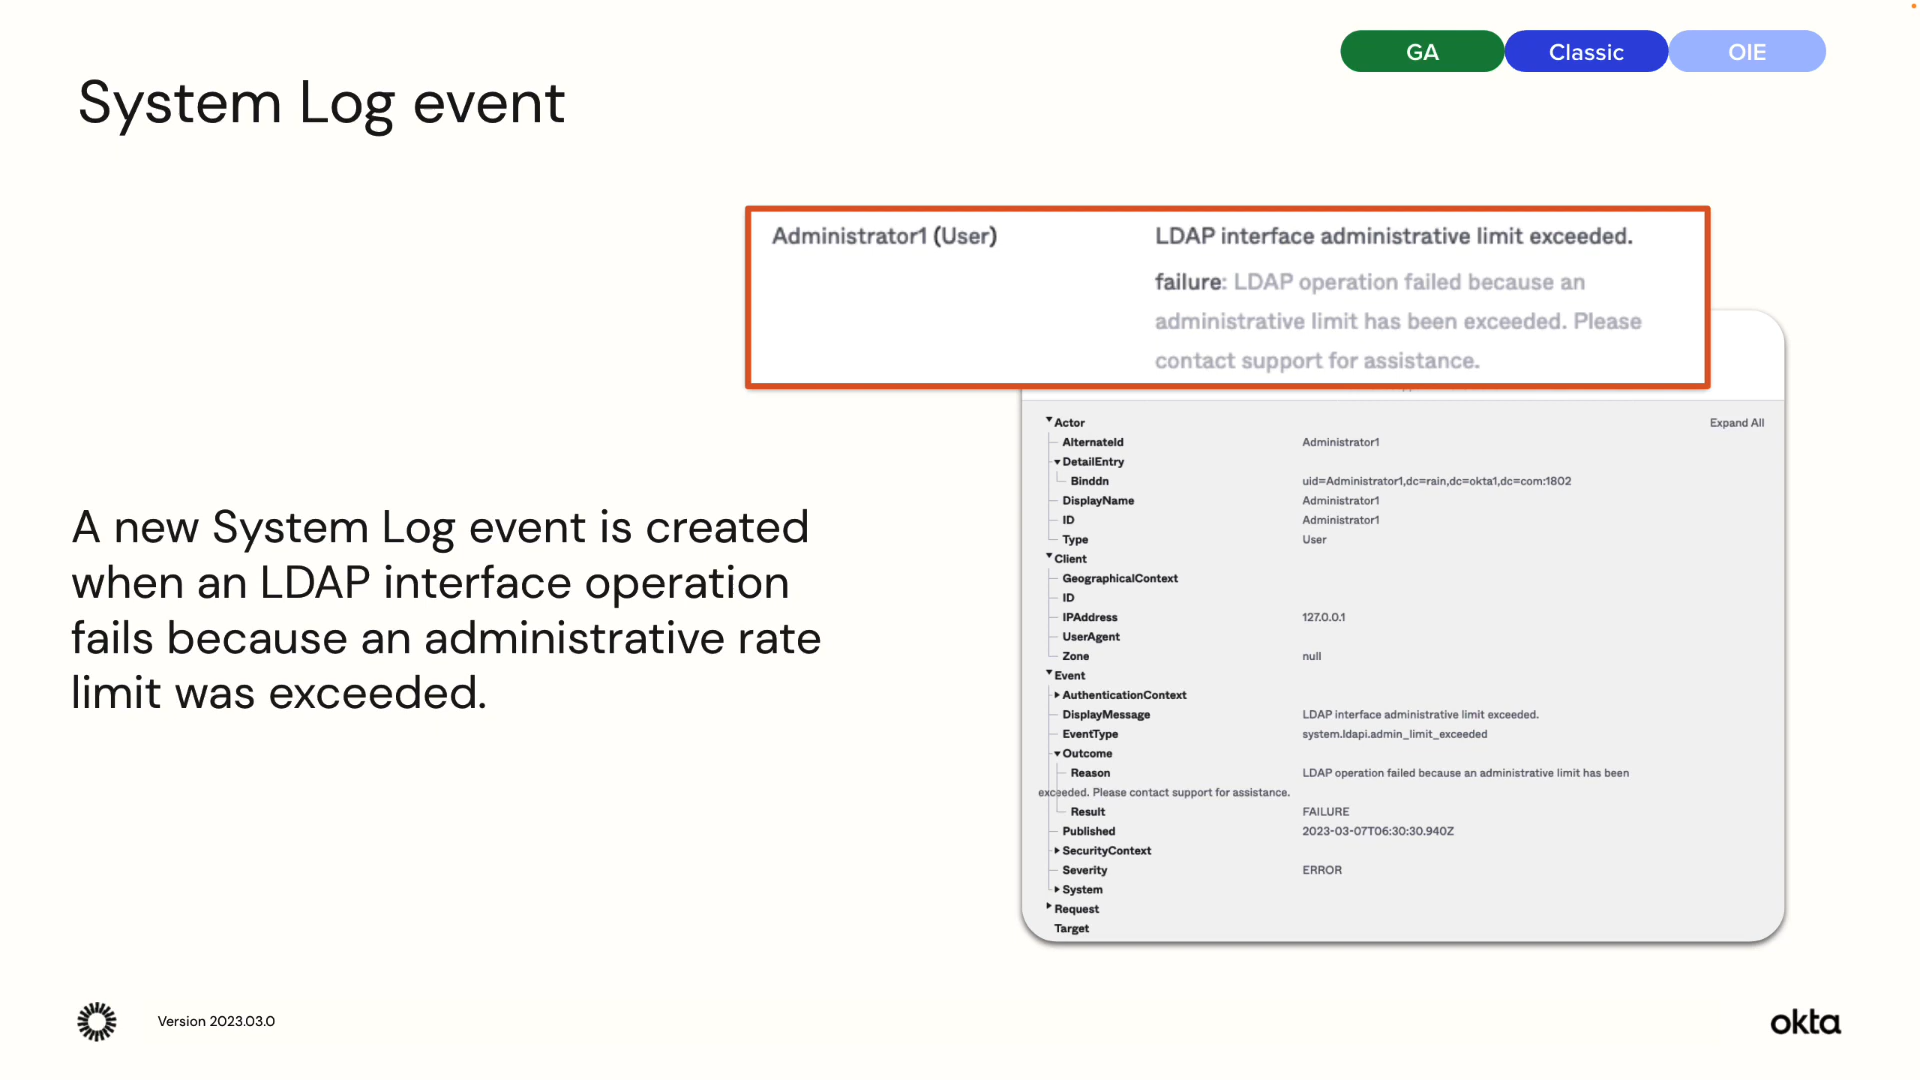 GA
Classic
OIE
System Log event
Administrator1 (User)
LDAP interface administrative limit exceeded.
failure: LDAP operation failed because an
administrative limit has been exceeded. Please
contact support for assistance.
A new System Log event is created
when an LDAP interface operation
fails because an administrative rate
limit was exceeded.
Actor
Expand All
AlternateId Administrator1
DetailEntry
Binddn uid=Administrator1,dc=rain,dc=okta1,dc=com:1802
DisplayName Administrator1
ID Administrator1
Type User
Client
GeographicalContext
ID
IPAddress 127.0.0.1
UserAgent
Zone null
Event
AuthenticationContext
DisplayMessage LDAP interface administrative limit exceeded.
EventType system.ldapi.admin_limit_exceeded
Outcome
Reason LDAP operation failed because an administrative limit has been
exceeded. Please contact support for assistance.
Result FAILURE
Published 2023-03-07T06:30:30.940Z
SecurityContext
Severity ERROR
System
Request
Target
Version 2023.03.0
okta